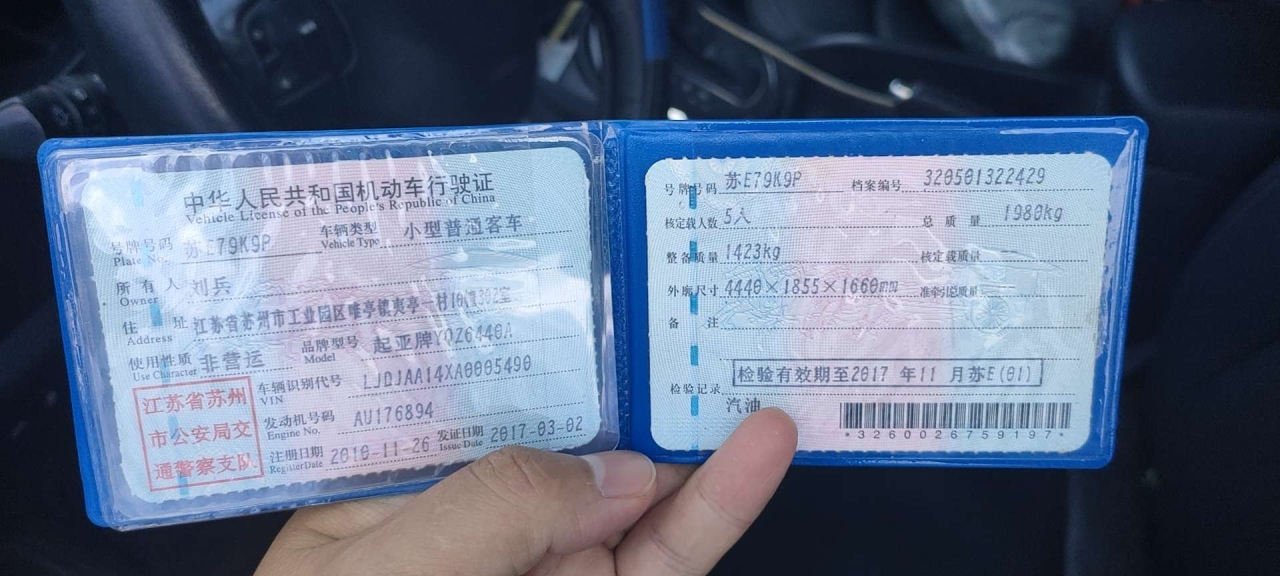 中华人民共和国机动车行驶证
Vehicle License of the People's Republic of China
号牌号码 苏E79K9P 车辆类型 小型普通客车
Plate No. Vehicle Type
所有人 刘兵
Owner
住 址 江苏省苏州市工业园区唯亭镇夷亭一村10幢302室
Address
使用性质 非营运 品牌型号 起亚牌YQZ6440A
Use Character Model
江苏省苏州
市公安局交
通警察支队
车辆识别代号 LJDJAA14XA0005490
VIN
发动机号码 AU176894
Engine No.
注册日期 2010-11-26 发证日期 2017-03-02
Register Date Issue Date
号牌号码 苏E79K9P 档案编号 320501322429
核定载人数 5人 总质量 1980kg
整备质量 1423kg 核定载质量 --
外廓尺寸 4440×1855×1660mm 准牵引总质量 --
备 注
检验记录 检验有效期至2017 年11 月苏E(01)
汽油
*3260026759197*